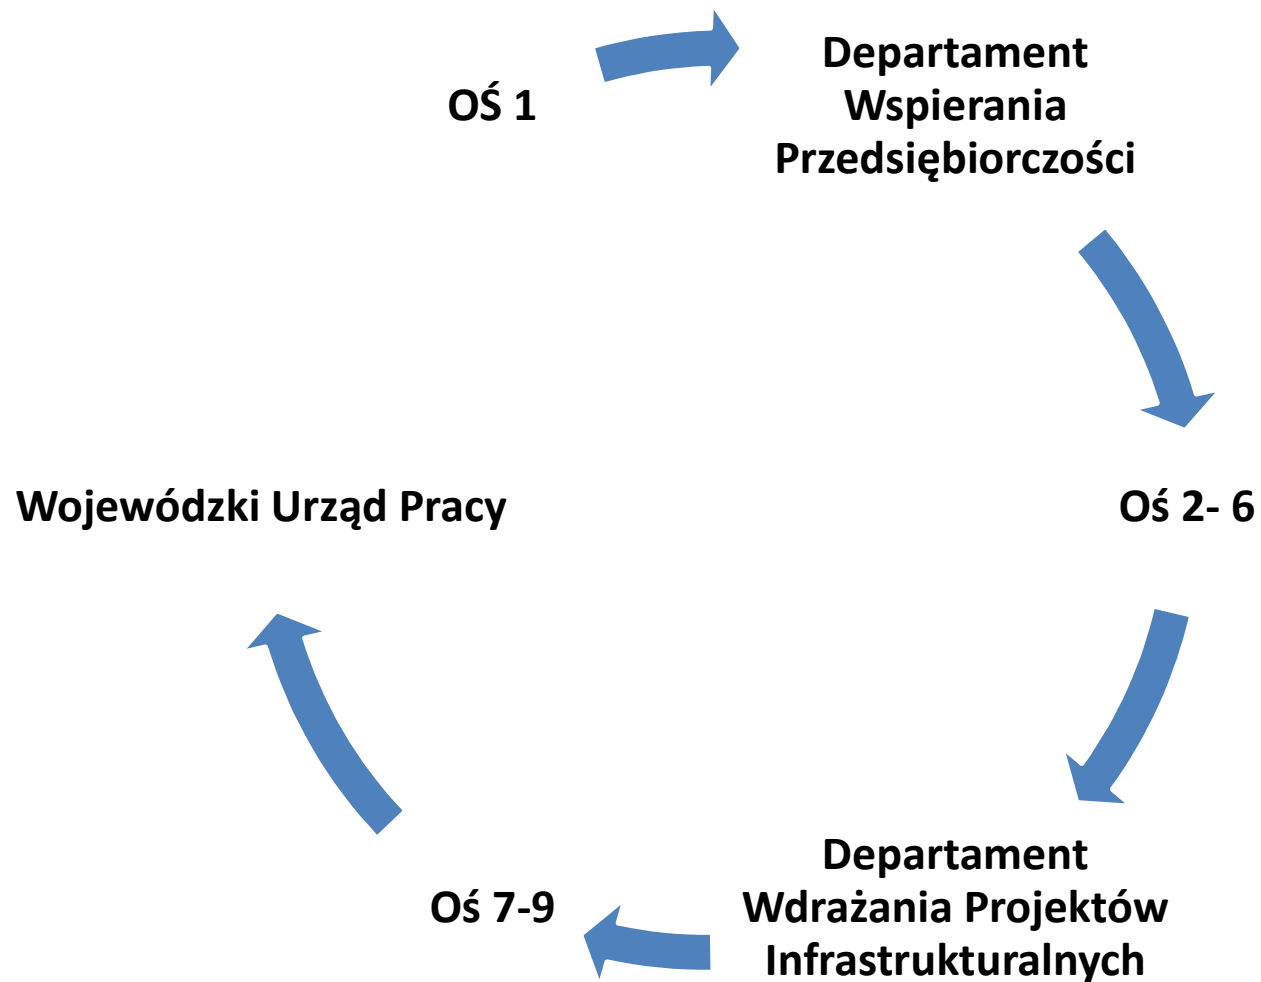 OŚ 1
Departament
Wspierania
Przedsiębiorczości
Oś 2- 6
Departament
Wdrażania Projektów
Infrastrukturalnych
Oś 7-9
Wojewódzki Urząd Pracy